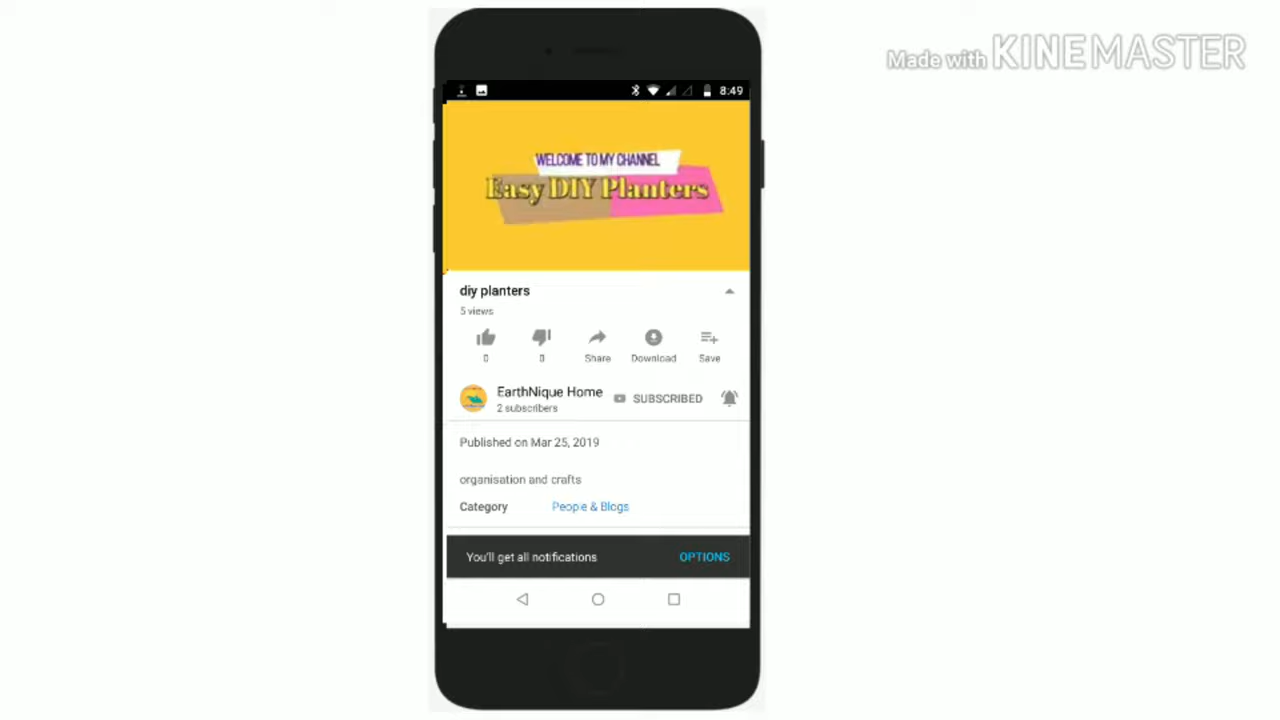 Made with KINEMASTER
8:49
WELCOME TO MY CHANNEL
Easy DIY Planters
diy planters
5 views
0
0
Share
Download
Save
EarthNique Home
2 subscribers
SUBSCRIBED
Published on Mar 25, 2019
organisation and crafts
Category
People & Blogs
You'll get all notifications
OPTIONS